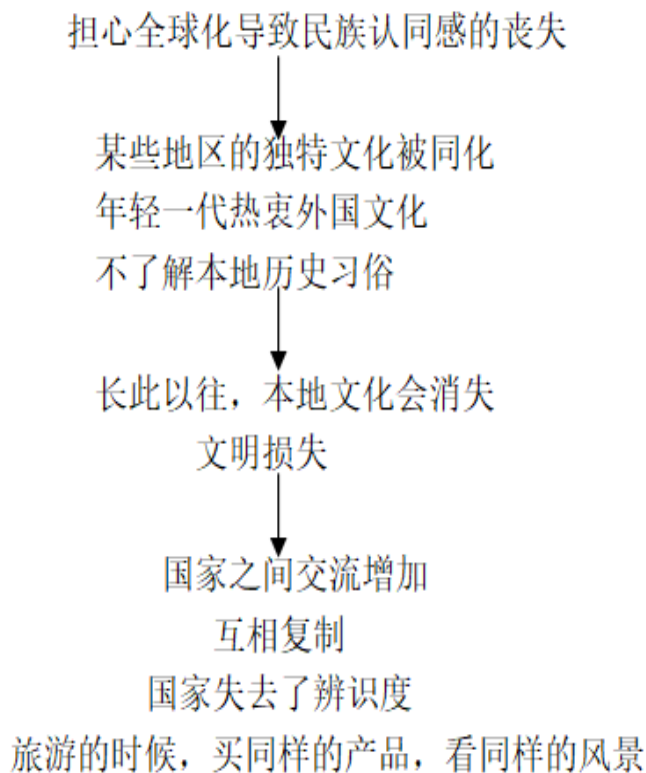 担心全球化导致民族认同感的丧失
某些地区的独特文化被同化
年轻一代热衷外国文化
不了解本地历史习俗
长此以往，本地文化会消失
文明损失
国家之间交流增加
互相复制
国家失去了辨识度
旅游的时候，买同样的产品，看同样的风景